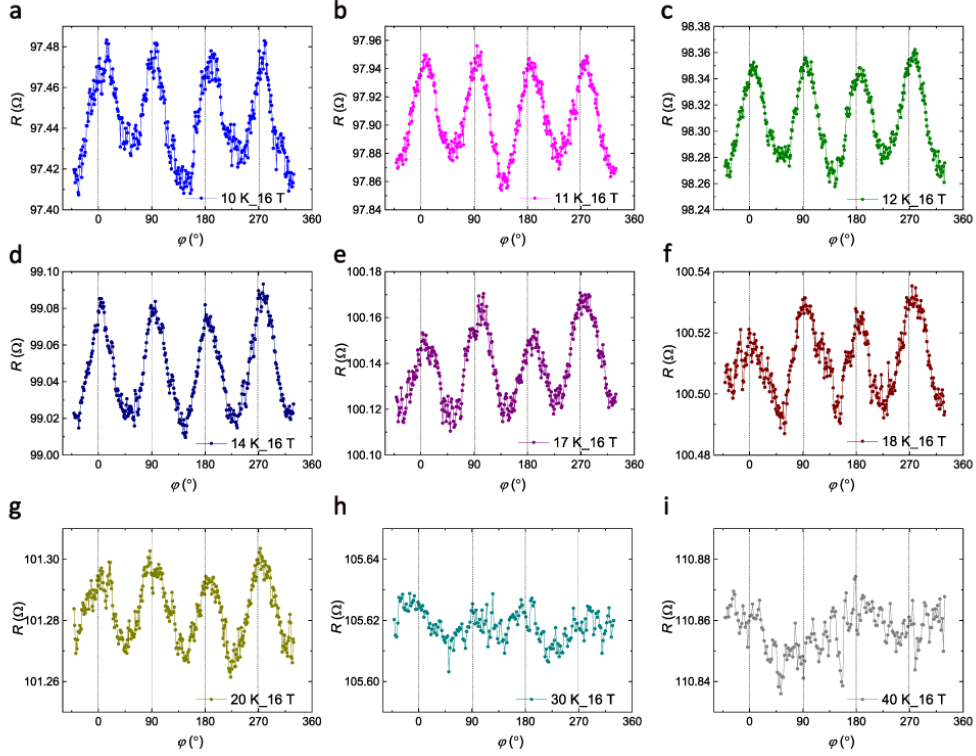 a b c
97.48
97.46
97.44
97.42
97.40
R (Ω)
10 K_16 T
0 90 180 270 360
φ (°)
97.96
97.94
97.92
97.90
97.88
97.86
97.84
R (Ω)
11 K_16 T
0 90 180 270 360
φ (°)
98.38
98.36
98.34
98.32
98.30
98.28
98.26
98.24
R (Ω)
12 K_16 T
0 90 180 270 360
φ (°)
d e f
99.10
99.08
99.06
99.04
99.02
99.00
R (Ω)
14 K_16 T
0 90 180 270 360
φ (°)
100.18
100.16
100.14
100.12
100.10
R (Ω)
17 K_16 T
0 90 180 270 360
φ (°)
100.54
100.52
100.50
100.48
R (Ω)
18 K_16 T
0 90 180 270 360
φ (°)
g h i
101.30
101.28
101.26
R (Ω)
20 K_16 T
0 90 180 270 360
φ (°)
105.64
105.62
105.60
R (Ω)
30 K_16 T
0 90 180 270 360
φ (°)
110.88
110.86
110.84
R (Ω)
40 K_16 T
0 90 180 270 360
φ (°)